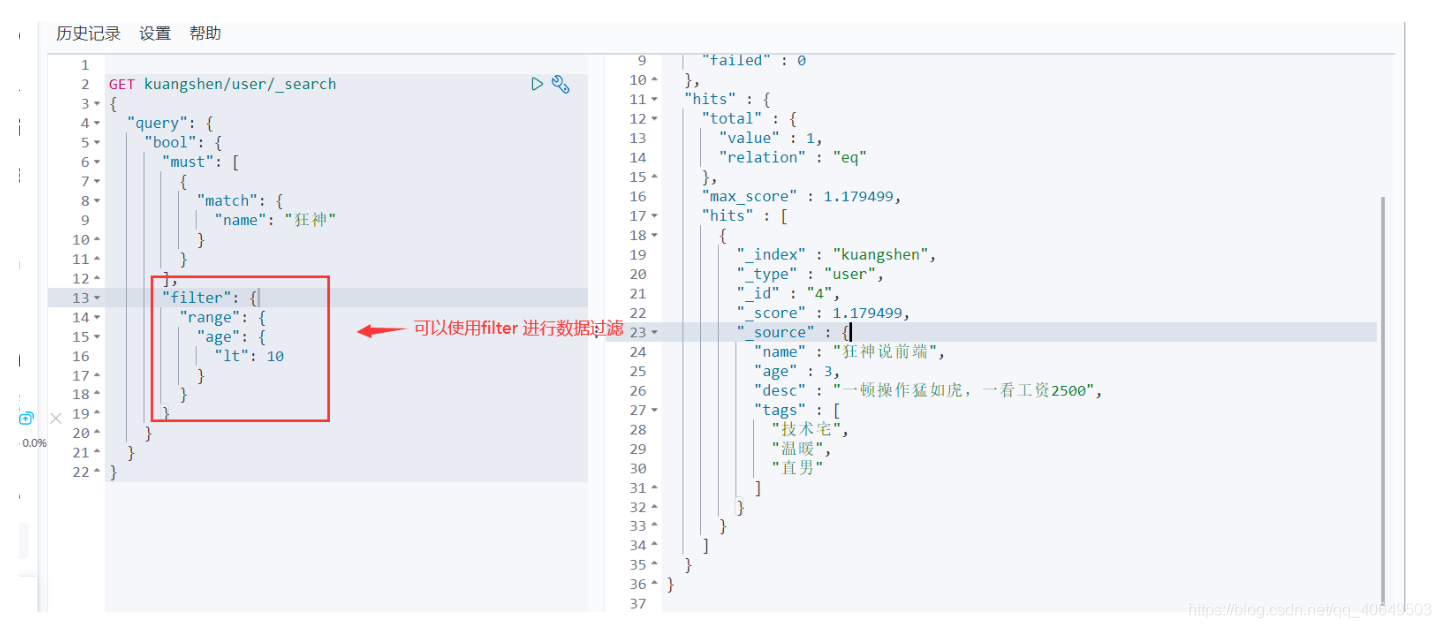 历史记录 设置 帮助
1
2 GET kuangshen/user/_search
3 {
4 "query": {
5 "bool": {
6 "must": [
7 {
8 "match": {
9 "name": "狂神"
10 }
11 }
12 ],
13 "filter": {
14 "range": {
15 "age": {
16 "lt": 10
17 }
18 }
19 }
20 }
21 }
22 }
可以使用filter 进行数据过滤
0.0%
9 "failed" : 0
10 },
11 "hits" : {
12 "total" : {
13 "value" : 1,
14 "relation" : "eq"
15 },
16 "max_score" : 1.179499,
17 "hits" : [
18 {
19 "_index" : "kuangshen",
20 "_type" : "user",
21 "_id" : "4",
22 "_score" : 1.179499,
23 "_source" : {
24 "name" : "狂神说前端",
25 "age" : 3,
26 "desc" : "一顿操作猛如虎，一看工资2500",
27 "tags" : [
28 "技术宅",
29 "温暖",
30 "直男"
31 ]
32 }
33 }
34 ]
35 }
36 }
37
https://blog.csdn.net/qq_40649503